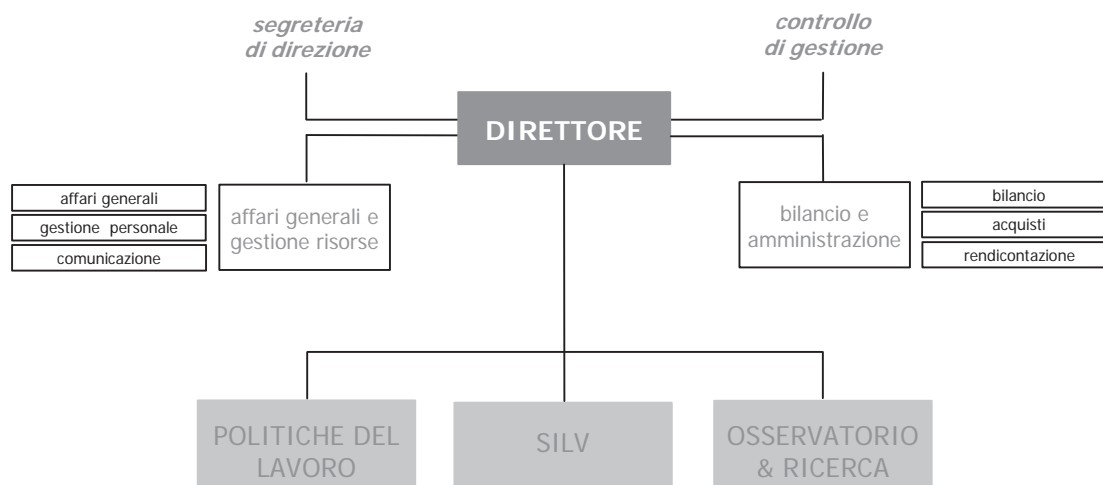 segreteria
di direzione
controllo
di gestione
DIRETTORE
affari generali
gestione personale
comunicazione
affari generali e
gestione risorse
bilancio e
amministrazione
bilancio
acquisti
rendicontazione
POLITICHE DEL
LAVORO
SILV
OSSERVATORIO
& RICERCA